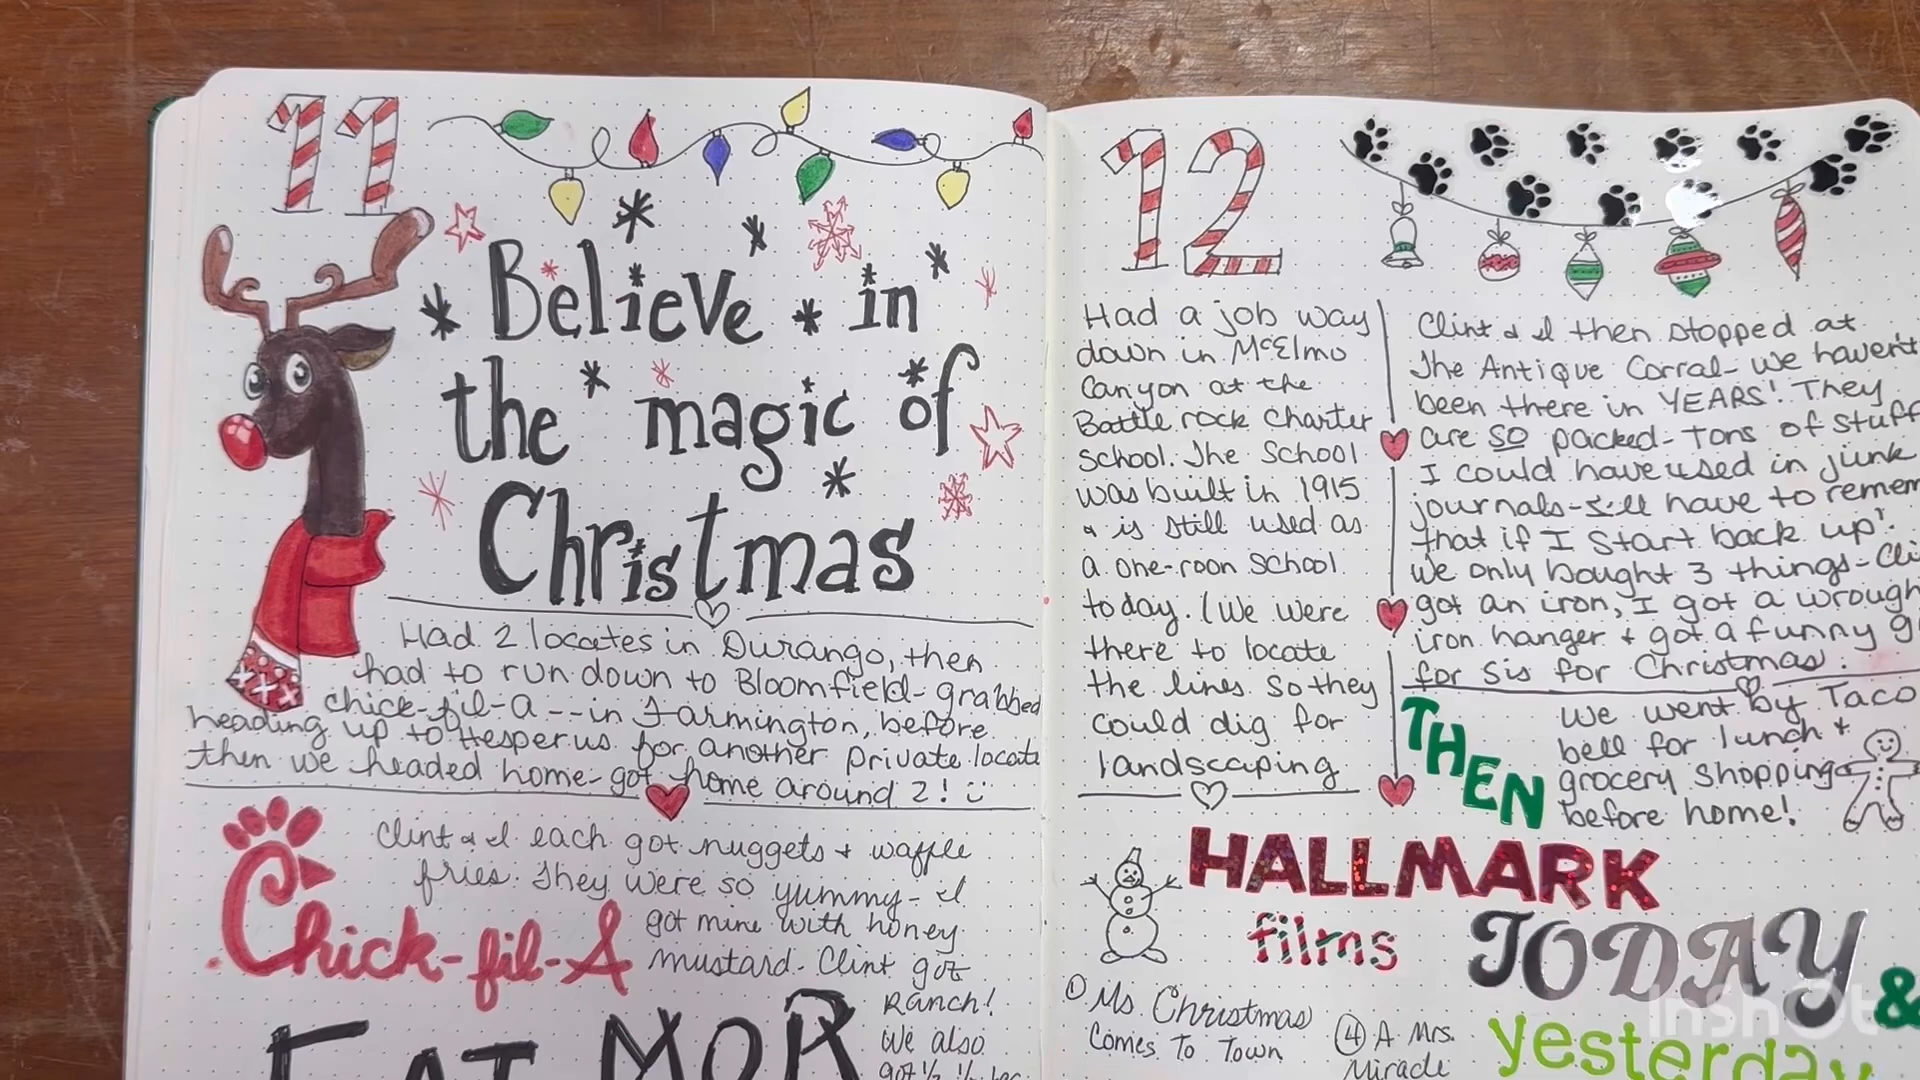 11
Believe in
the magic of
Christmas
Had 2 locates in Durango, then
had to run down to Bloomfield- grabbed
chick-fil-a -- in Farmington, before
heading up to Hesperus for another private locate
then we headed home- got home around 2!
Chick-fil-A
Clint & I each got nuggets + waffle
fries. They were so yummy - I
got mine with honey
mustard- Clint got
Ranch!
We also
EAT MOR
12
Had a job way
down in McElmo
Canyon at the
Battle rock Charter
School. The School
was built in 1915
& is still used as
a one-roon school
today. (We were
there to locate
the lines so they
could dig for
landscaping
Clint & I then stopped at
The Antique Corral- we haven't
been there in YEARS! They
are SO packed- Tons of stuff
I could have used in junk
journals- I'll have to remem
that if I start back up!
We only bought 3 things- Cli
got an iron, I got a wrough
iron hanger + got a funny
for Sis for Christmas.
THEN
We went by Taco
bell for lunch +
grocery shopping
before home!
HALLMARK
films
TODAY
&
yesterday
① Ms. Christmas
Comes To Town
④ A Mrs.
Miracle
InShOt